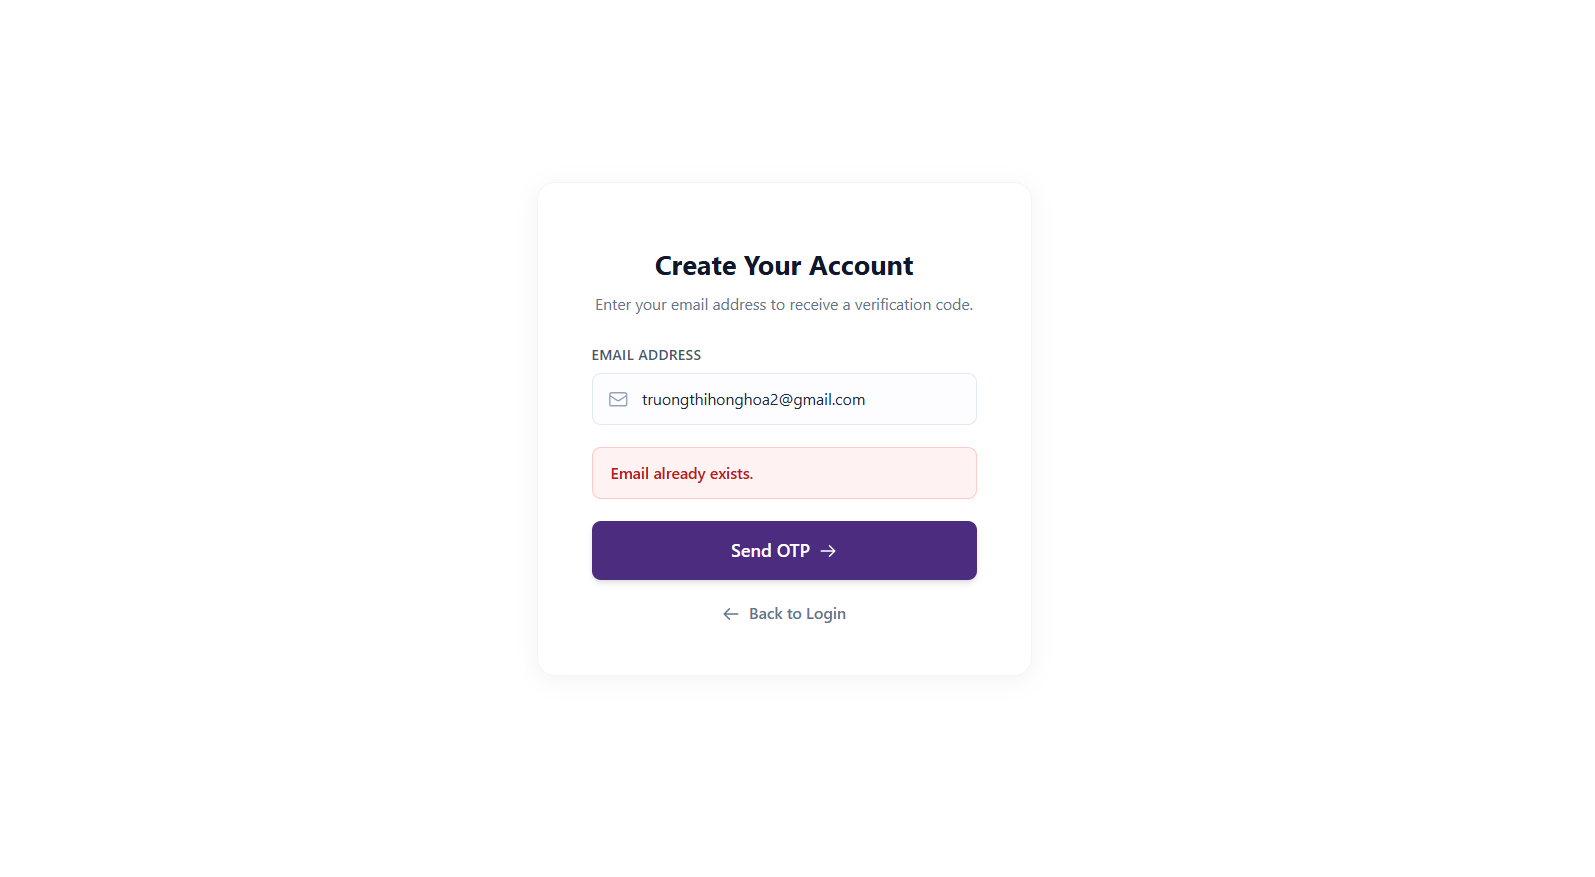 Create Your Account
Enter your email address to receive a verification code.
EMAIL ADDRESS
truongthihonghoa2@gmail.com
Email already exists.
Send OTP →
← Back to Login